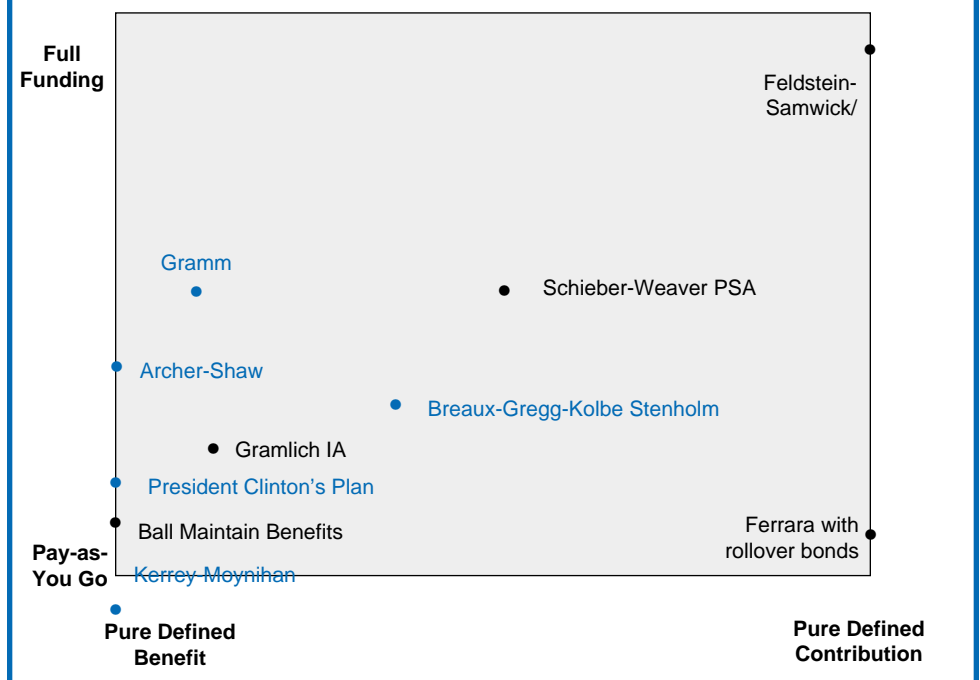 Full
Funding
Feldstein-
Samwick/
Gramm
Schieber-Weaver PSA
Archer-Shaw
Breaux-Gregg-Kolbe Stenholm
Gramlich IA
President Clinton's Plan
Ball Maintain Benefits
Ferrara with
rollover bonds
Pay-as-
You Go
Kerrey-Moynihan
Pure Defined
Benefit
Pure Defined
Contribution